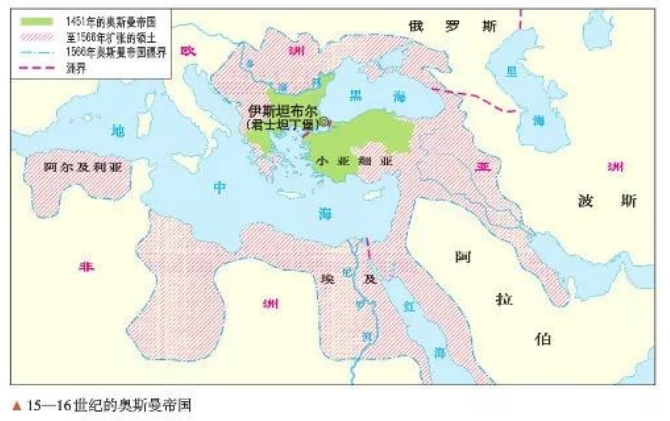 1451年的奥斯曼帝国
至1566年扩张的领土
1566年奥斯曼帝国疆界
洲界
俄罗斯
欧洲
多瑙河
里海
黑海
伊斯坦布尔
(君士坦丁堡)
地中海
阿尔及利亚
小亚细亚
亚洲
波斯
非洲
埃及
尼罗河
红海
阿拉伯
▲ 15—16世纪的奥斯曼帝国